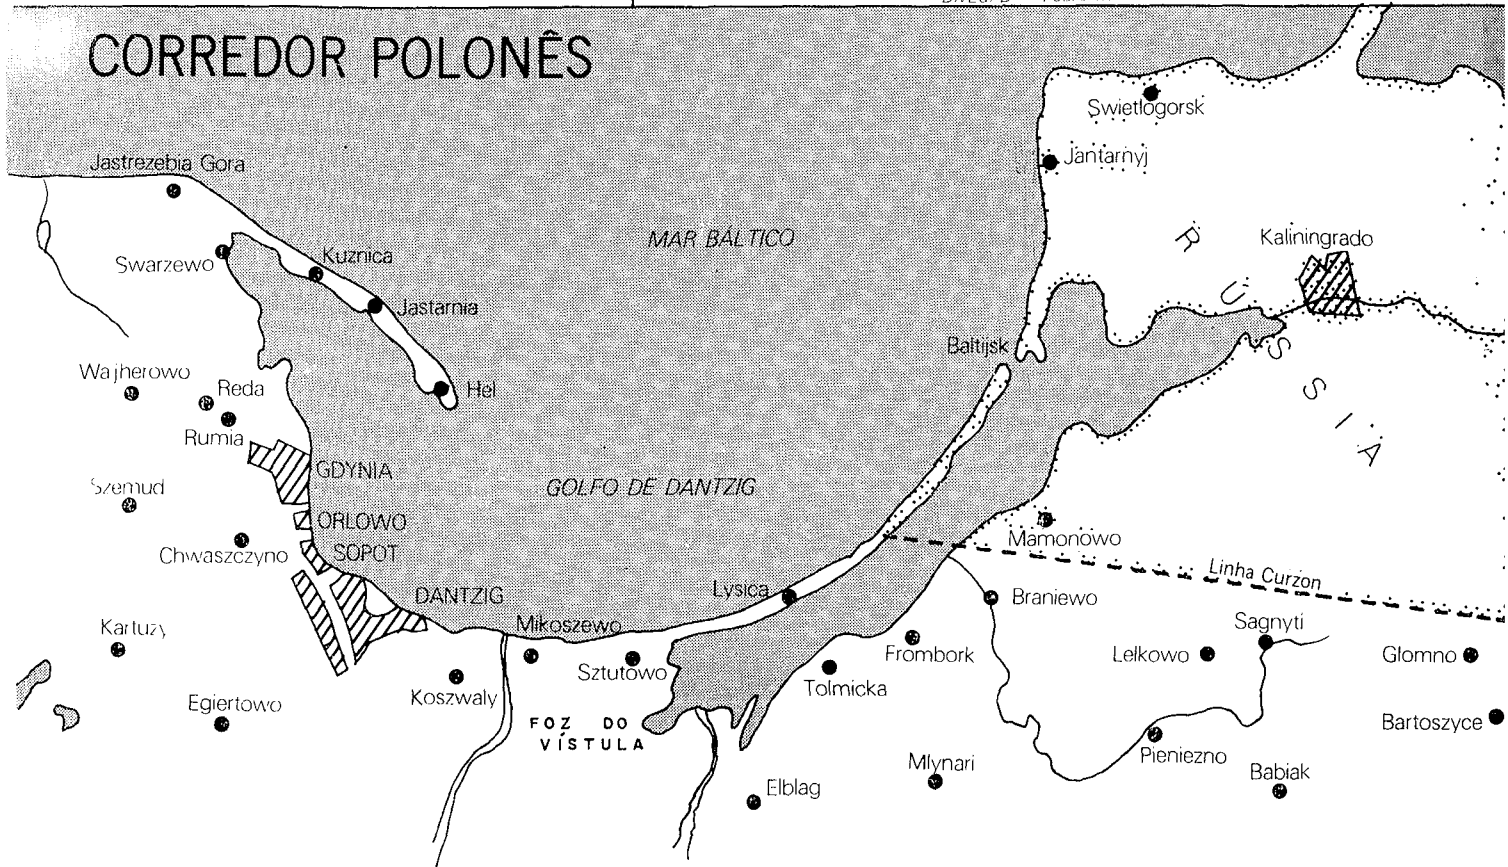 CORREDOR POLONÊS
Swietlogorsk
Jantarnyj
Jastrezebia Gora
MAR BÁLTICO
RUSSIA
Kaliningrado
Swarzewo
Kuznica
Jastarnia
Baltijsk
Wajherowo
Reda
Hel
Rumia
GDYNIA
Szemud
GOLFO DE DANTZIG
ORLOWO
Chwaszczyno
SOPOT
Mamonowo
Linha Curzon
Lysica
DANTZIG
Braniewo
Mikoszewo
Kartuzy
Sagnyti
Frombork
Lelkowo
Glomno
Sztutowo
Tolmicka
Koszwaly
Egiertowo
FOZ DO
VÍSTULA
Bartoszyce
Pieniezno
Mlynari
Babiak
Elblag